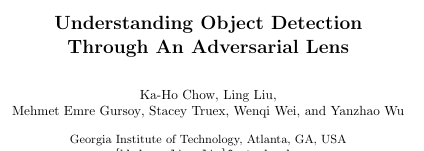 Understanding Object Detection
Through An Adversarial Lens
Ka-Ho Chow, Ling Liu,
Mehmet Emre Gursoy, Stacey Truex, Wenqi Wei, and Yanzhao Wu
Georgia Institute of Technology, Atlanta, GA, USA